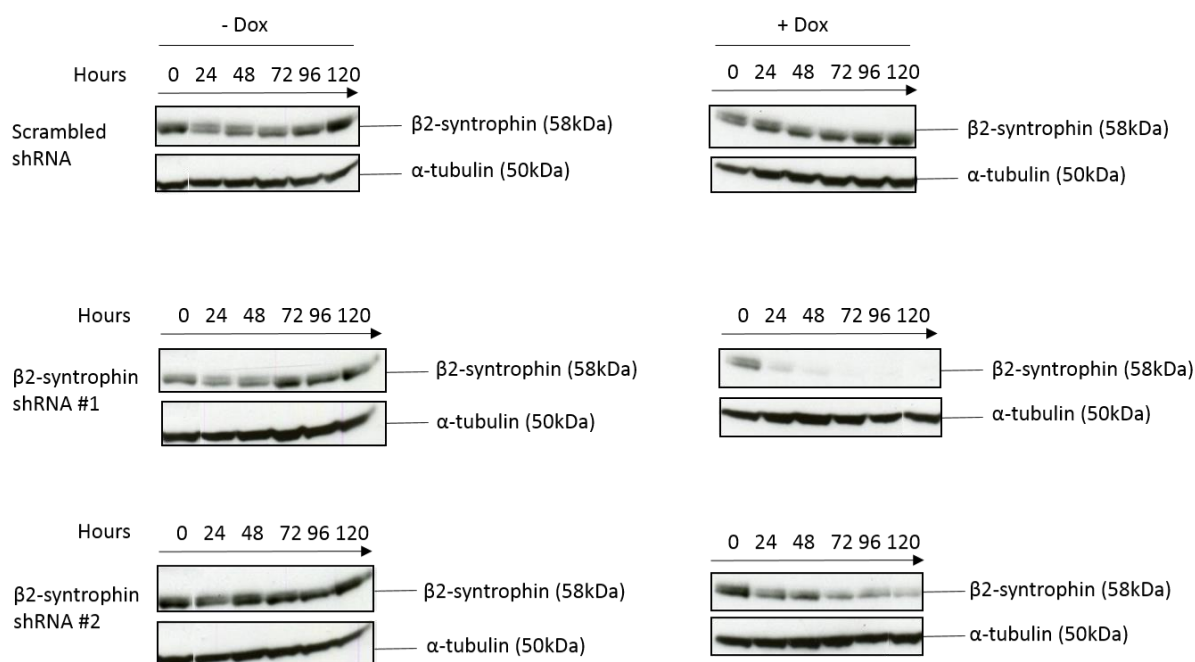 - Dox
+ Dox
Hours 0 24 48 72 96 120
Hours 0 24 48 72 96 120
Scrambled
shRNA
β2-syntrophin (58kDa)
α-tubulin (50kDa)
β2-syntrophin (58kDa)
α-tubulin (50kDa)
Hours 0 24 48 72 96 120
Hours 0 24 48 72 96 120
β2-syntrophin
shRNA #1
β2-syntrophin (58kDa)
α-tubulin (50kDa)
β2-syntrophin (58kDa)
α-tubulin (50kDa)
Hours 0 24 48 72 96 120
Hours 0 24 48 72 96 120
β2-syntrophin
shRNA #2
β2-syntrophin (58kDa)
α-tubulin (50kDa)
β2-syntrophin (58kDa)
α-tubulin (50kDa)